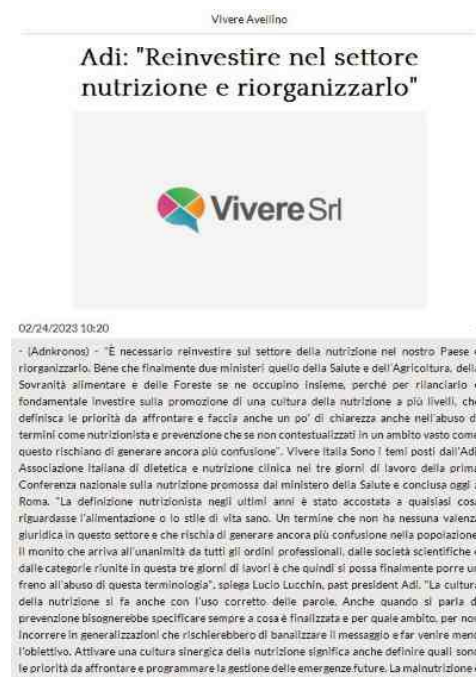 Vivere Avellino
Adi: "Reinvestire nel settore
nutrizione e riorganizzarlo"
Vivere Srl
02/24/2023 10:20
- (Adnkronos) - "È necessario reinvestire sul settore della nutrizione nel nostro Paese e
riorganizzarlo. Bene che finalmente due ministeri quello della Salute e dell'Agricoltura, della
Sovranità alimentare e delle Foreste se ne occupino insieme, perché per rilanciarlo è
fondamentale investire sulla promozione di una cultura della nutrizione a più livelli, che
definisca le priorità da affrontare e faccia anche un po' di chiarezza anche nell'abuso di
termini come nutrizionista e prevenzione che se non contestualizzati in un ambito vasto come
questo rischiano di generare ancora più confusione". Vivere Italia Sono i temi posti dall'Adi,
Associazione italiana di dietetica e nutrizione clinica nei tre giorni di lavoro della prima
Conferenza nazionale sulla nutrizione promossa dal ministero della Salute e conclusa oggi a
Roma. "La definizione nutrizionista negli ultimi anni è stato accostata a qualsiasi cosa
riguardasse l'alimentazione o lo stile di vita sano. Un termine che non ha nessuna valenza
giuridica in questo settore e che rischia di generare ancora più confusione nella popolazione.
Il monito che arriva all'unanimità da tutti gli ordini professionali, dalle società scientifiche e
dalle categorie riunite in questa tre giorni di lavori è che quindi si possa finalmente porre un
freno all'abuso di questa terminologia", spiega Lucio Lucchin, past president Adi. "La cultura
della nutrizione si fa anche con l'uso corretto delle parole. Anche quando si parla di
prevenzione bisognerebbe specificare sempre a cosa è finalizzata e per quale ambito, per non
incorrere in generalizzazioni che rischierebbero di banalizzare il messaggio e far venire meno
l'obiettivo. Attivare una cultura sinergica della nutrizione significa anche definire quali sono
le priorità da affrontare e programmare la gestione delle emergenze future. La malnutrizione è